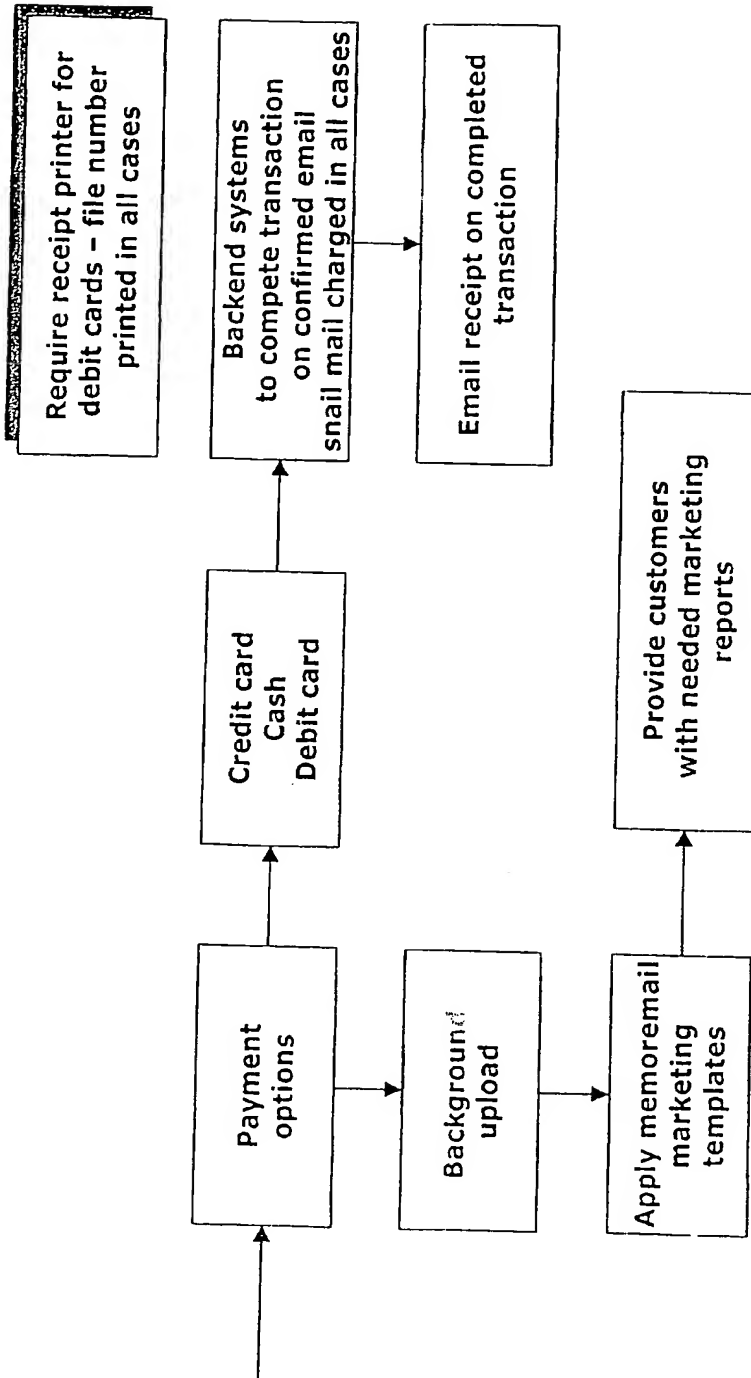 Require receipt printer for
debit cards – file number
printed in all cases
Payment
options
Credit card
Cash
Debit card
Backend systems
to compete transaction
on confirmed email
snail mail charged in all cases
Background
upload
Email receipt on completed
transaction
Apply memoremail
marketing
templates
Provide customers
with needed marketing
reports